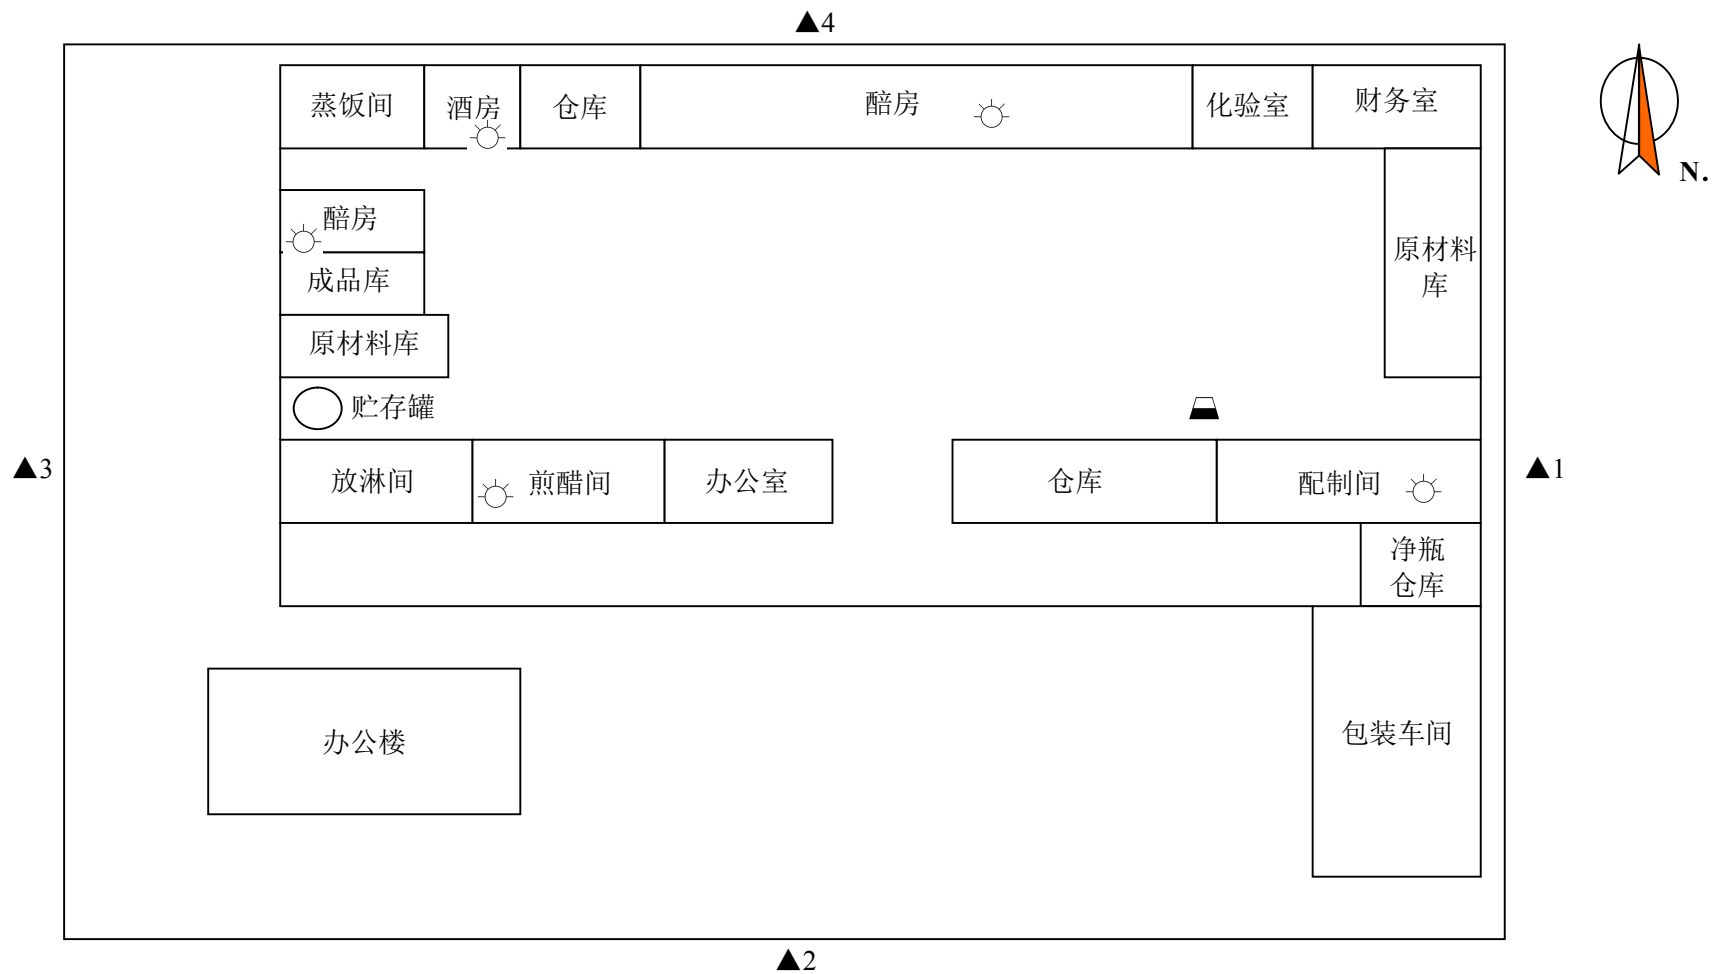 ▲4
蒸饭间
酒房
仓库
醅房
化验室
财务室
N.
醅房
成品库
原材料库
原材料
库
贮存罐
▲3
放淋间
煎醋间
办公室
仓库
配制间
▲1
净瓶
仓库
办公楼
包装车间
▲2